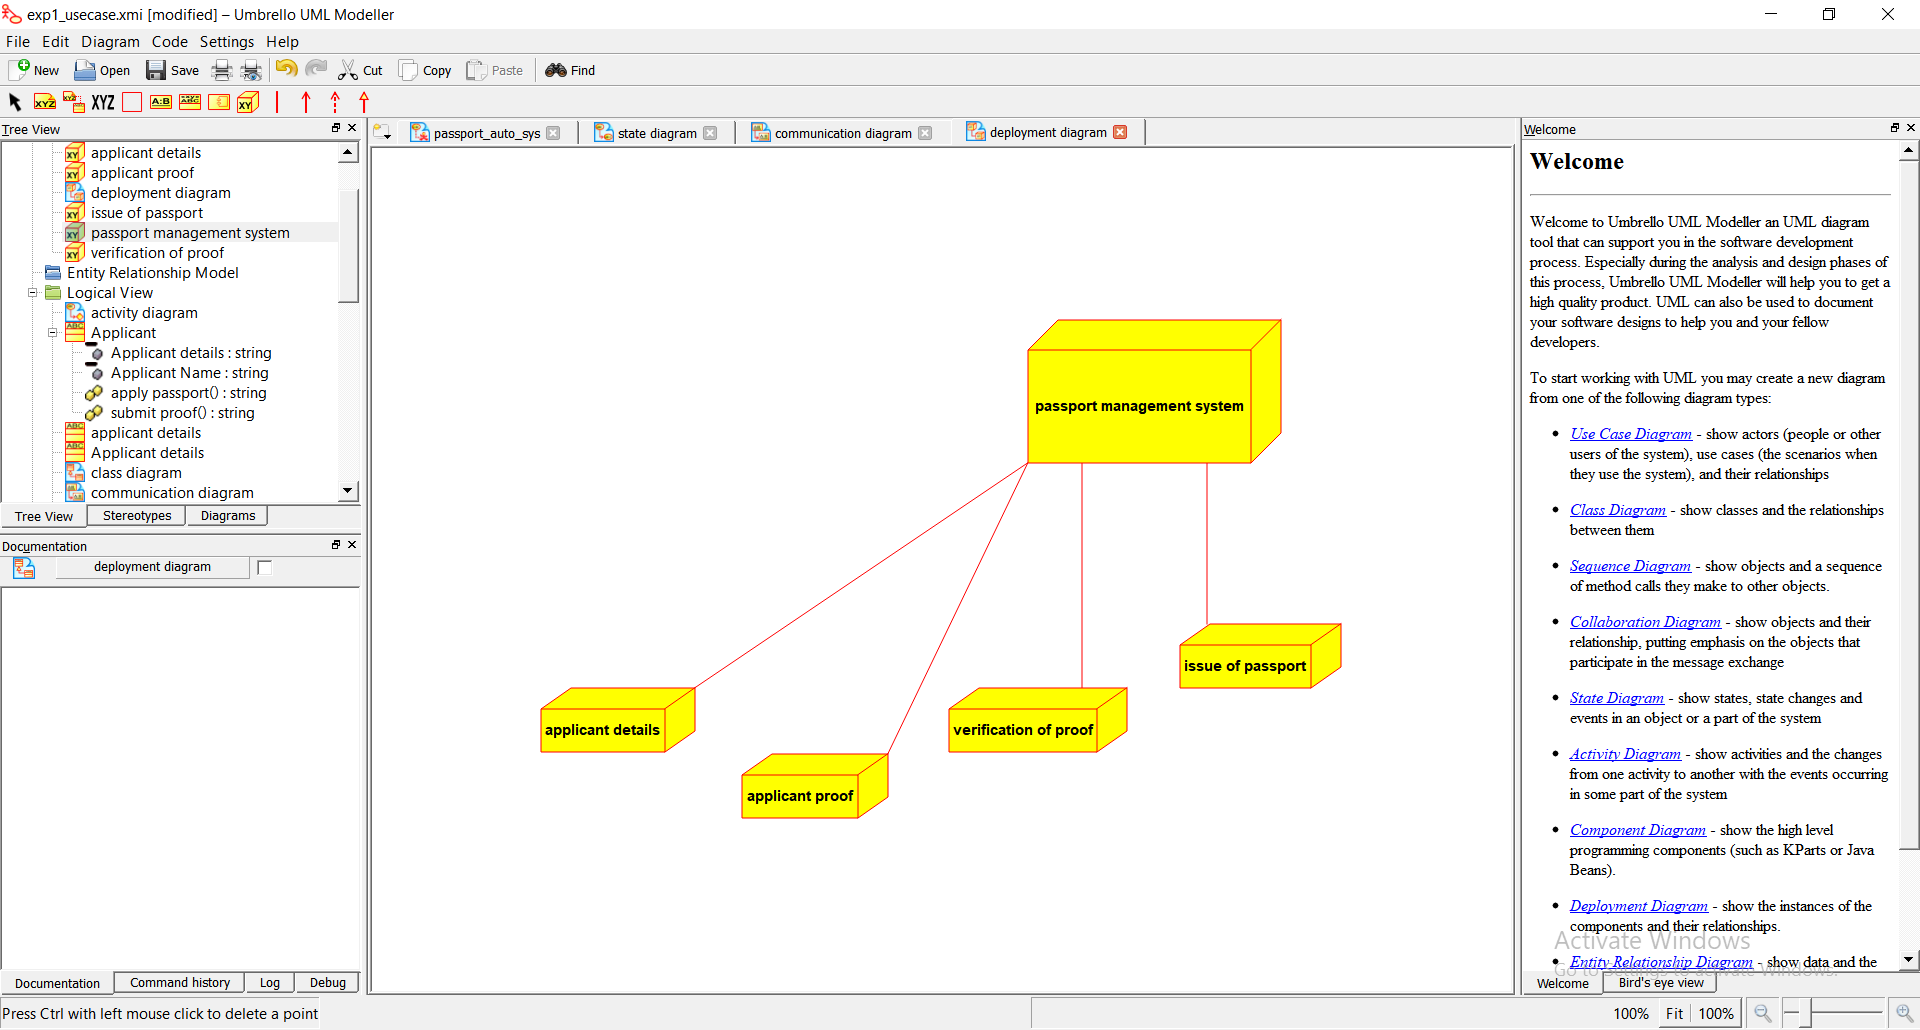 exp1_usecase.xmi [modified] – Umbrello UML Modeller
File Edit Diagram Code Settings Help
New Open Save Cut Copy Paste Find
XYZ XYZ XYZ A:B ABC XY
Tree View
applicant details
applicant proof
deployment diagram
issue of passport
passport management system
verification of proof
Entity Relationship Model
Logical View
activity diagram
Applicant
Applicant details : string
Applicant Name : string
apply passport() : string
submit proof() : string
applicant details
Applicant details
class diagram
communication diagram
Tree View Stereotypes Diagrams
Documentation
deployment diagram
Documentation Command history Log Debug
Press Ctrl with left mouse click to delete a point
passport_auto_sys state diagram communication diagram deployment diagram
passport management system
issue of passport
applicant details
verification of proof
applicant proof
Welcome
Welcome
Welcome to Umbrello UML Modeller an UML diagram
tool that can support you in the software development
process. Especially during the analysis and design phases of
this process, Umbrello UML Modeller will help you to get a
high quality product. UML can also be used to document
your software designs to help you and your fellow
developers.
To start working with UML you may create a new diagram
from one of the following diagram types:
• Use Case Diagram - show actors (people or other
users of the system), use cases (the scenarios when
they use the system), and their relationships
• Class Diagram - show classes and the relationships
between them
• Sequence Diagram - show objects and a sequence
of method calls they make to other objects.
• Collaboration Diagram - show objects and their
relationship, putting emphasis on the objects that
participate in the message exchange
• State Diagram - show states, state changes and
events in an object or a part of the system
• Activity Diagram - show activities and the changes
from one activity to another with the events occurring
in some part of the system
• Component Diagram - show the high level
programming components (such as KParts or Java
Beans).
• Deployment Diagram - show the instances of the
components and their relationships.
• Entity-Relationship Diagram - show data and the
Activate Windows
Go to Settings to activate Windows.
Welcome Bird's eye view
100% Fit 100%